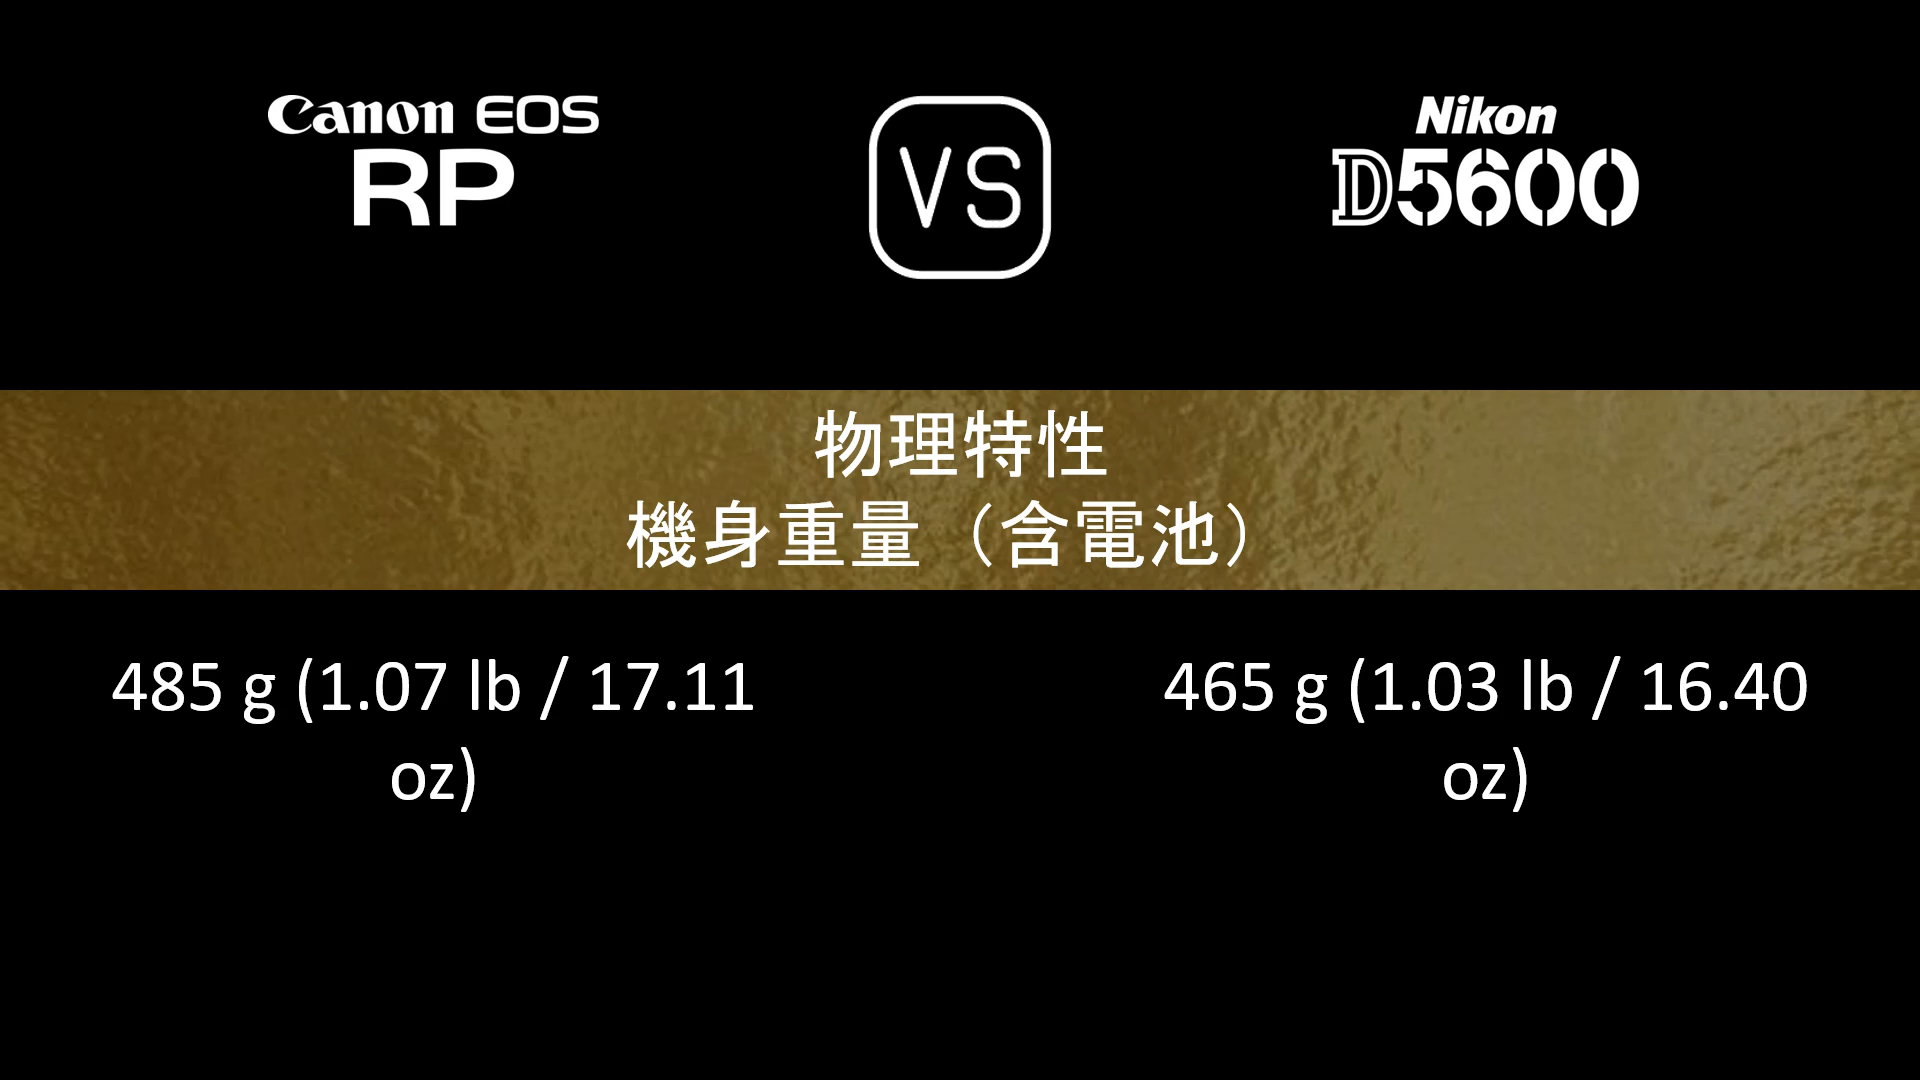 Canon EOS
RP
VS
Nikon
D5600
物理特性
機身重量（含電池）
485 g (1.07 lb / 17.11
oz)
465 g (1.03 lb / 16.40
oz)